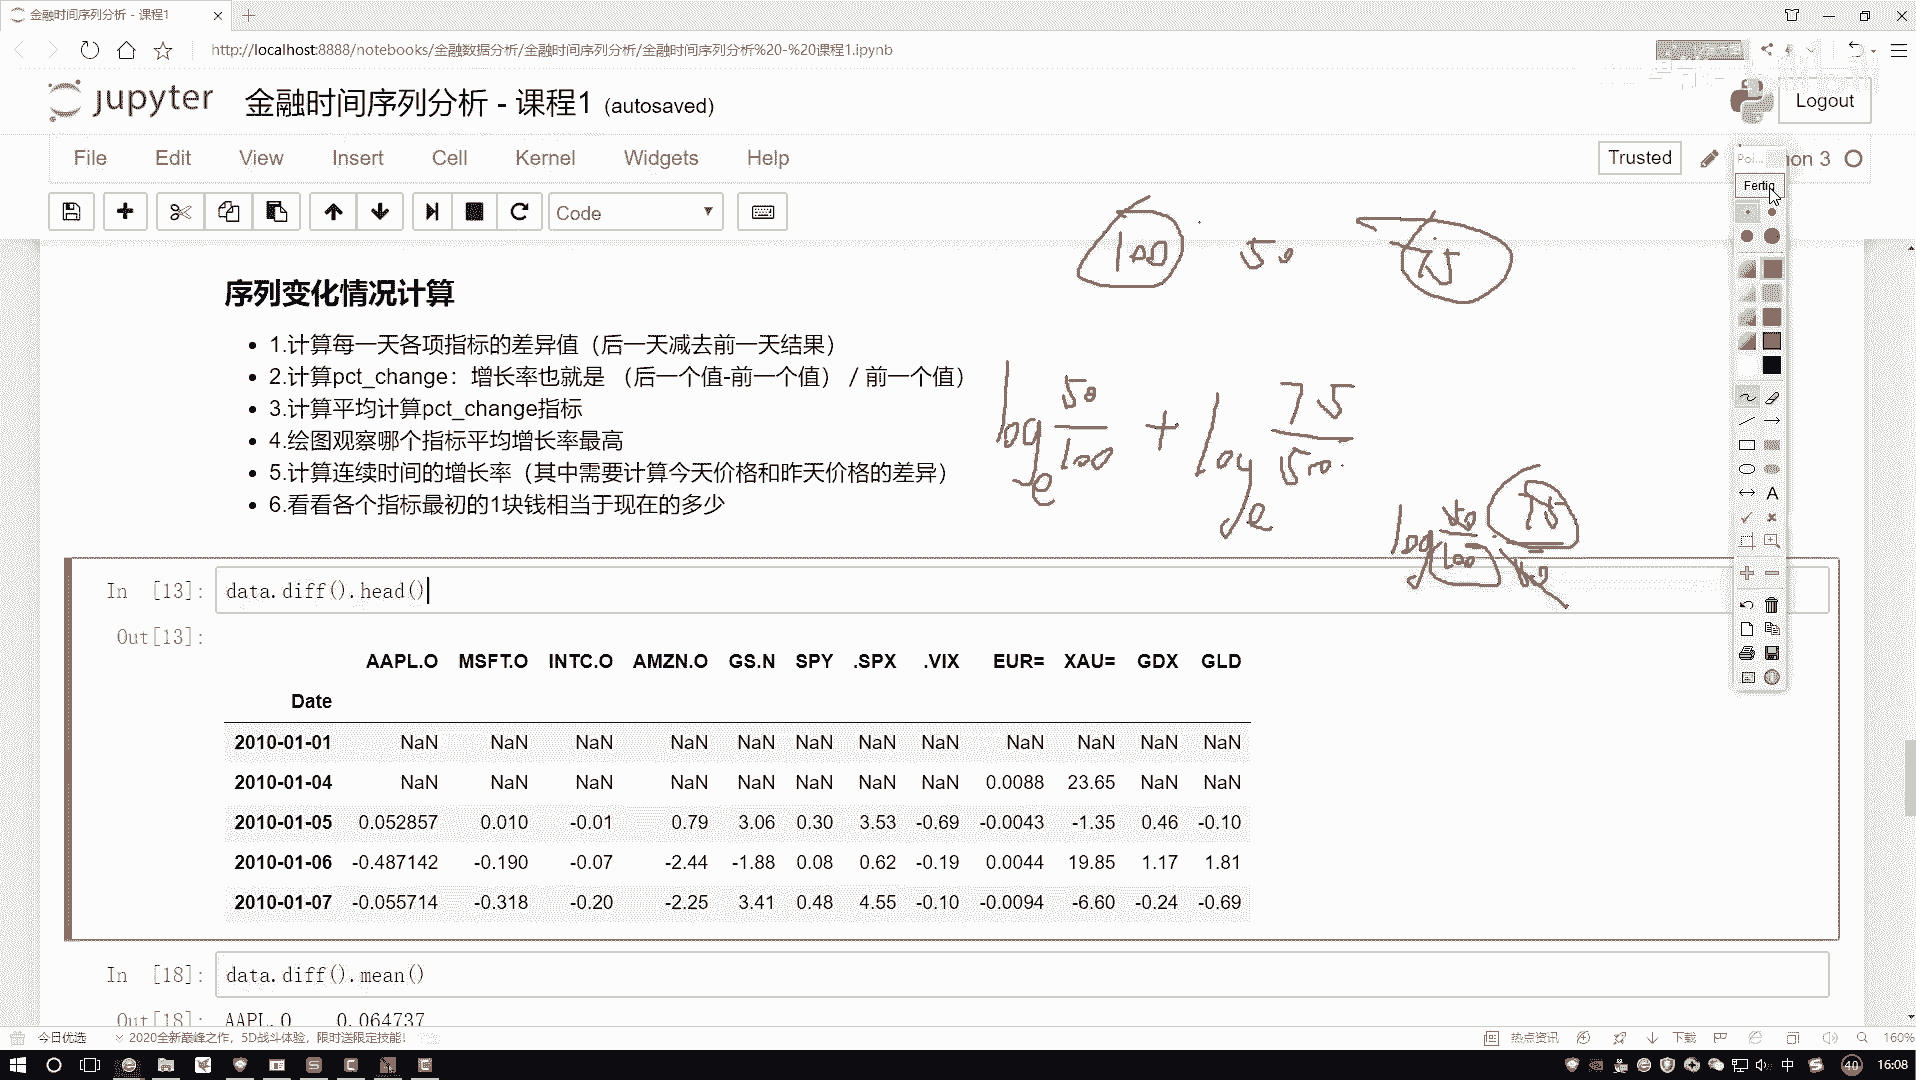 金融时间序列分析 - 课程1
http://localhost:8888/notebooks/金融数据分析/金融时间序列分析/金融时间序列分析%20-%20课程1.ipynb
jupyter 金融时间序列分析 - 课程1 (autosaved)
Logout
File Edit View Insert Cell Kernel Widgets Help
Trusted
on 3
Poi...
Fertig
Code
100 50 75
序列变化情况计算
1.计算每一天各项指标的差异值（后一天减去前一天结果）
2.计算pct_change：增长率也就是 （后一个值-前一个值）/ 前一个值）
3.计算平均计算pct_change指标
4.绘图观察哪个指标平均增长率最高
5.计算连续时间的增长率（其中需要计算今天价格和昨天价格的差异）
6.看看各个指标最初的1块钱相当于现在的多少
log e 50/100 + log e 75/50
log 50/100 · 75/50
In [13]: data.diff().head()
Out[13]:
AAPL.O MSFT.O INTC.O AMZN.O GS.N SPY .SPX .VIX EUR= XAU= GDX GLD
Date
2010-01-01 NaN NaN NaN NaN NaN NaN NaN NaN NaN NaN NaN NaN
2010-01-04 NaN NaN NaN NaN NaN NaN NaN NaN 0.0088 23.65 NaN NaN
2010-01-05 0.052857 0.010 -0.01 0.79 3.06 0.30 3.53 -0.69 -0.0043 -1.35 0.46 -0.10
2010-01-06 -0.487142 -0.190 -0.07 -2.44 -1.88 0.08 0.62 -0.19 0.0044 19.85 1.17 1.81
2010-01-07 -0.055714 -0.318 -0.20 -2.25 3.41 0.48 4.55 -0.10 -0.0094 -6.60 -0.24 -0.69
In [18]: data.diff().mean()
Out[18]: AAPL.O 0.064737
今日优选 2020全新巅峰之作，5D战斗体验，限时送限定技能！ 热点资讯 下载 160%
中 40 16:08